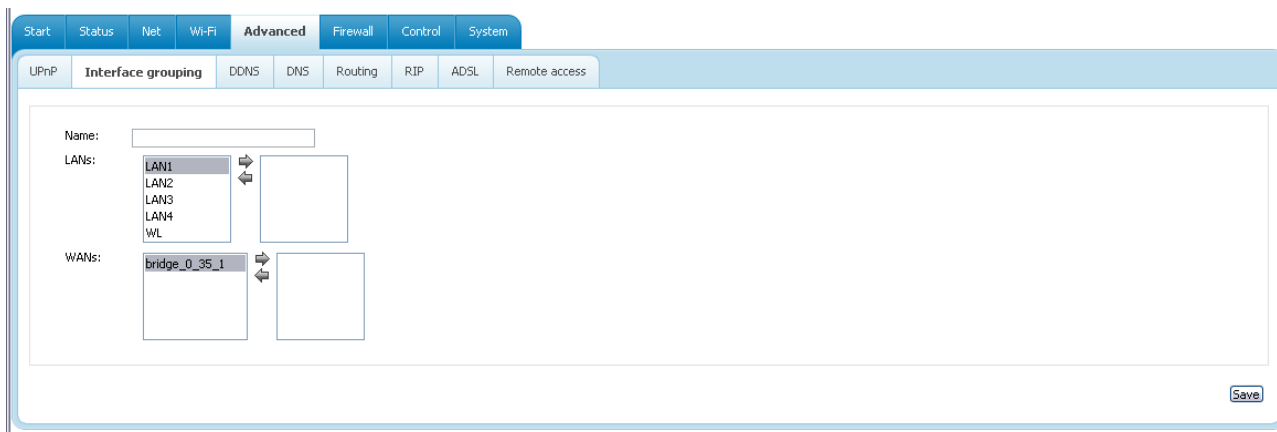 Start Status Net Wi-Fi Advanced Firewall Control System
UPnP Interface grouping DDNS DNS Routing RIP ADSL Remote access
Name:
LANs:
LAN1
LAN2
LAN3
LAN4
WL
WANs:
bridge_0_35_1
Save